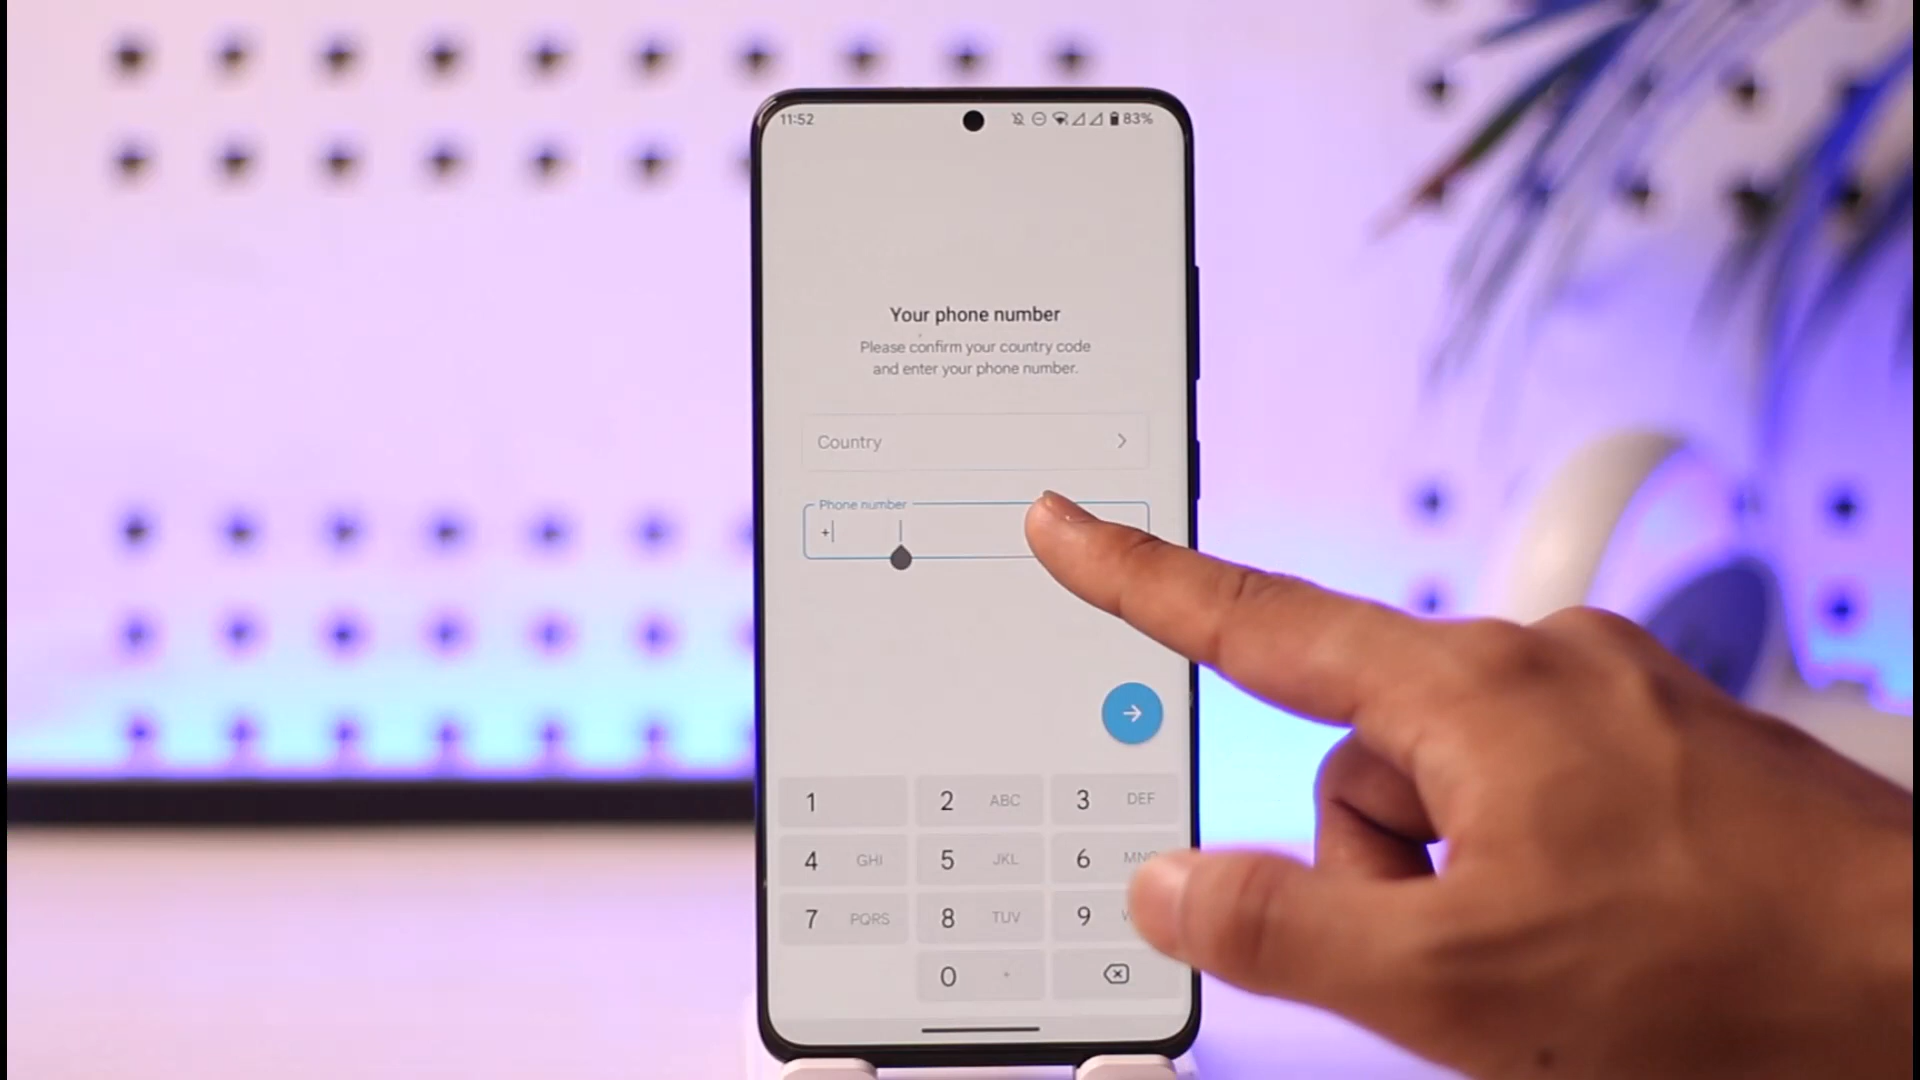 11:52
83%
Your phone number
Please confirm your country code
and enter your phone number.
Country
Phone number
+
1
2 ABC
3 DEF
4 GHI
5 JKL
6
7 PQRS
8 TUV
9
0 +